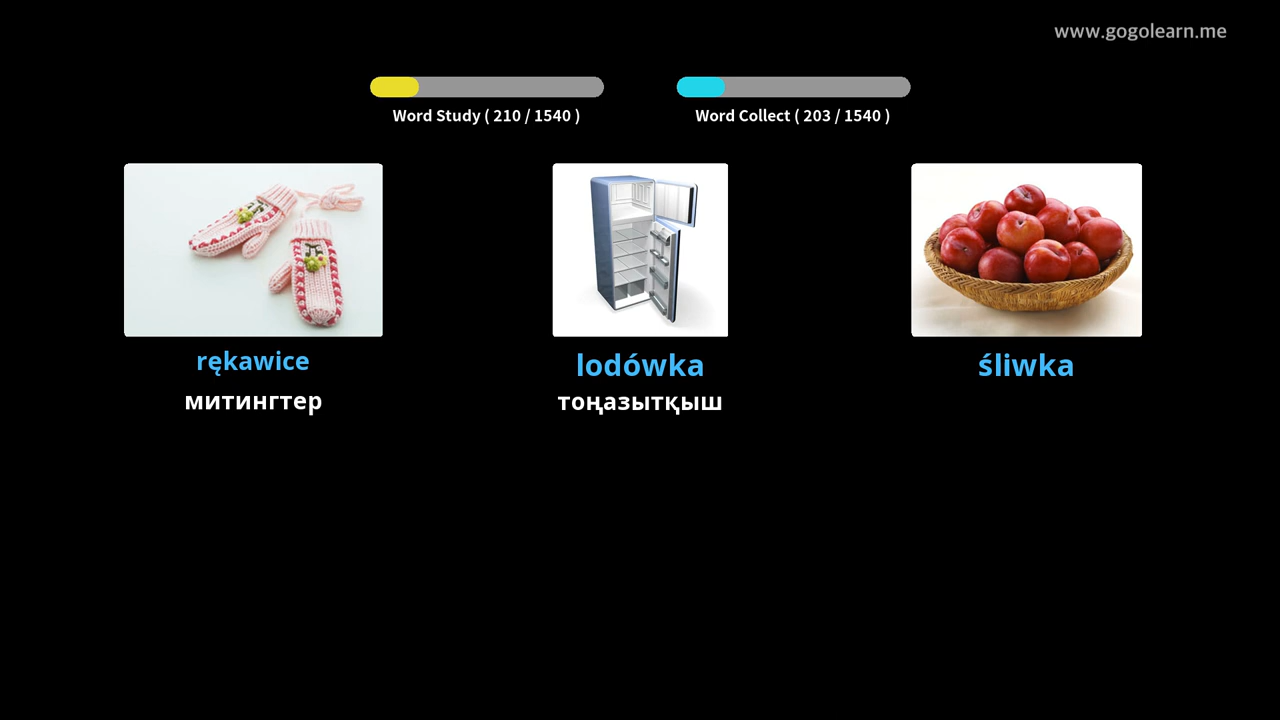 www.gogolearn.me
Word Study ( 210 / 1540 )
Word Collect ( 203 / 1540 )
rękawice
lodówka
śliwka
митингтер
тоңазытқыш